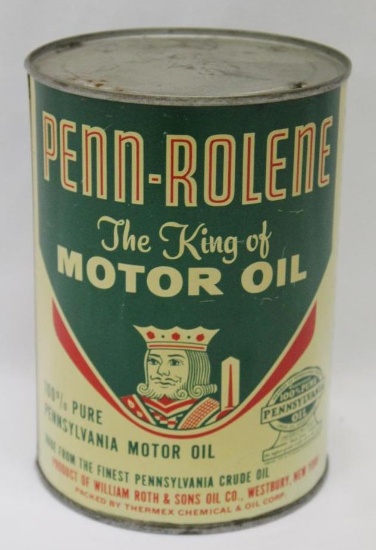 PENN-ROLENE
The King of
MOTOR OIL
100% PURE
PENNSYLVANIA MOTOR OIL
100% PURE
PENNSYLVANIA
OIL
MADE FROM THE FINEST PENNSYLVANIA CRUDE OIL
PRODUCT OF WILLIAM ROTH & SONS OIL CO., WESTBURY, NEW YORK
PACKED BY THERMEX CHEMICAL & OIL CORP.